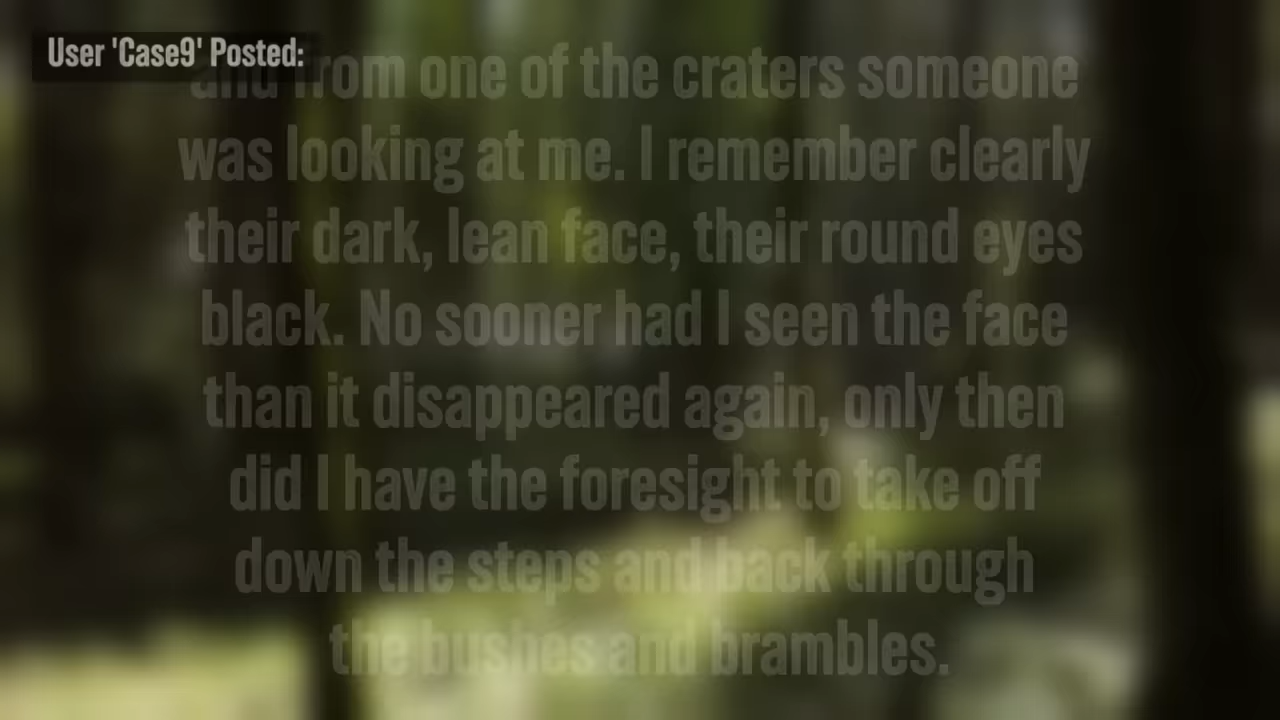 User 'Case9' Posted:
and from one of the craters someone
was looking at me. I remember clearly
their dark, lean face, their round eyes
black. No sooner had I seen the face
than it disappeared again, only then
did I have the foresight to take off
down the steps and back through
the bushes and brambles.